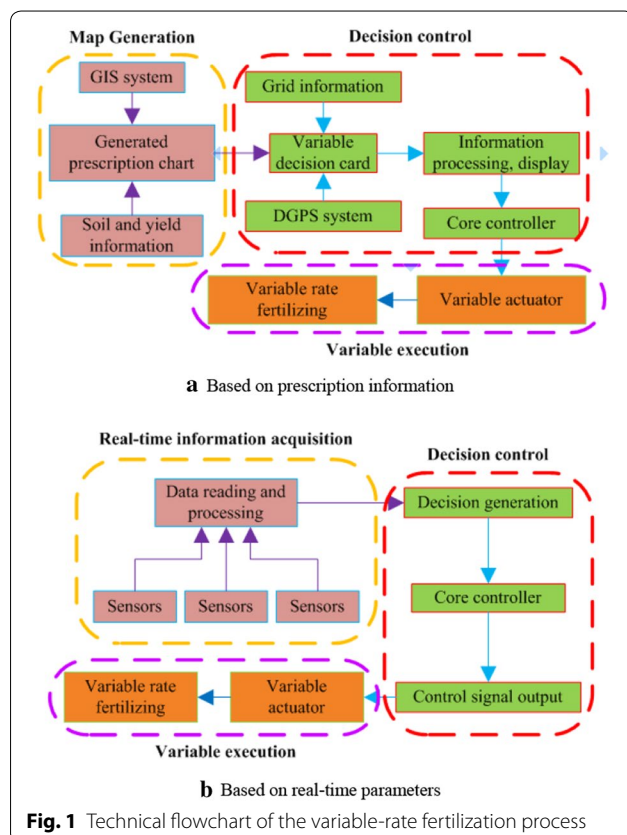 Map Generation
Decision control
GIS system
Grid information
Generated
prescription chart
Variable
decision card
Information
processing, display
Soil and yield
information
DGPS system
Core controller
Variable rate
fertilizing
Variable actuator
Variable execution
a Based on prescription information
Real-time information acquisition
Decision control
Data reading and
processing
Decision generation
Sensors
Sensors
Sensors
Core controller
Variable rate
fertilizing
Variable
actuator
Control signal output
Variable execution
b Based on real-time parameters
Fig. 1 Technical flowchart of the variable-rate fertilization process